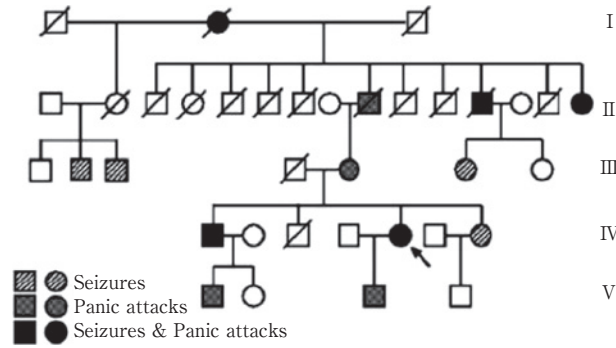 Ⅰ
Ⅱ
Ⅲ
Ⅳ
Ⅴ
Seizures
Panic attacks
Seizures & Panic attacks